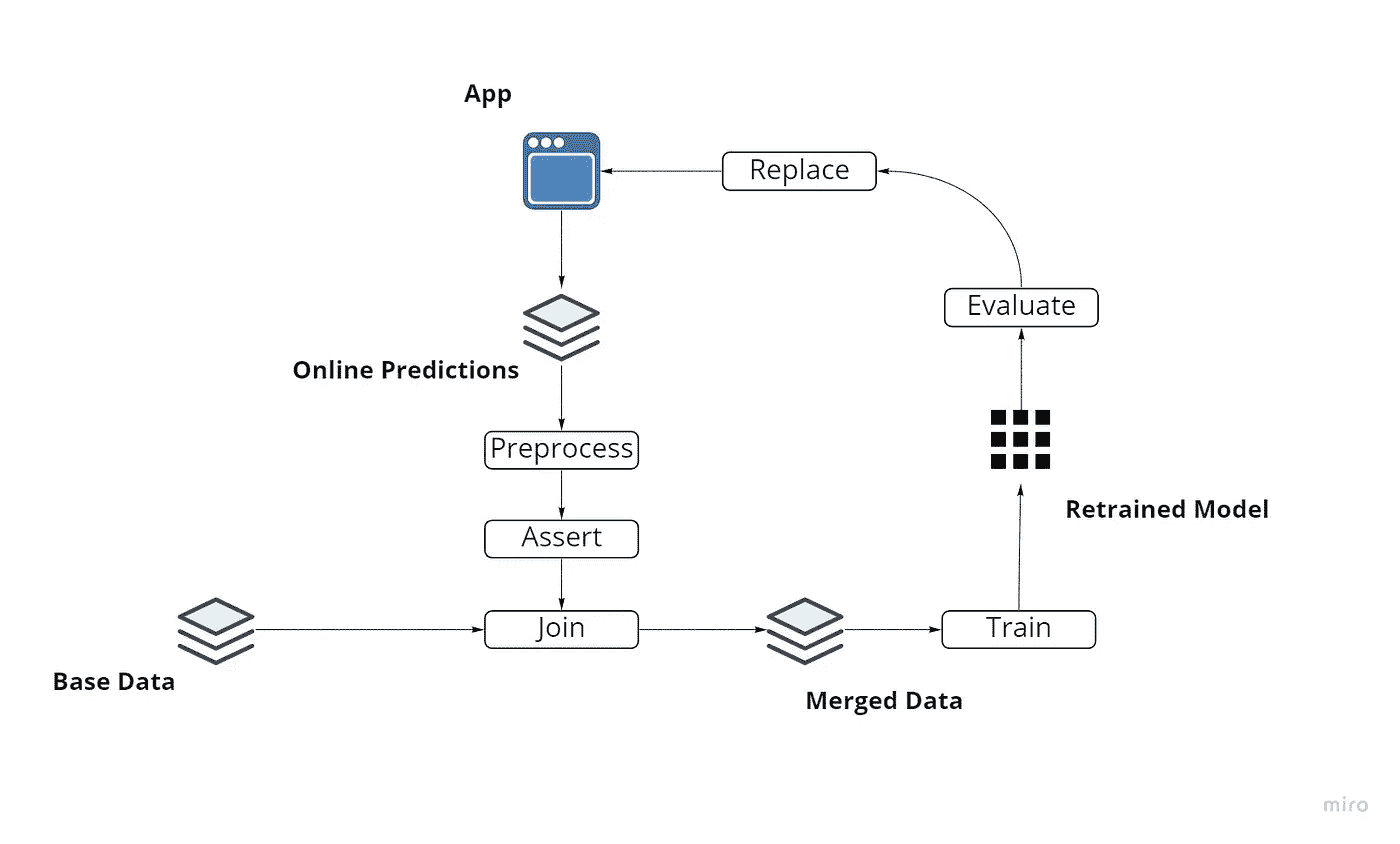 App
Replace
Evaluate
Online Predictions
Preprocess
Retrained Model
Assert
Join
Train
Base Data
Merged Data
miro